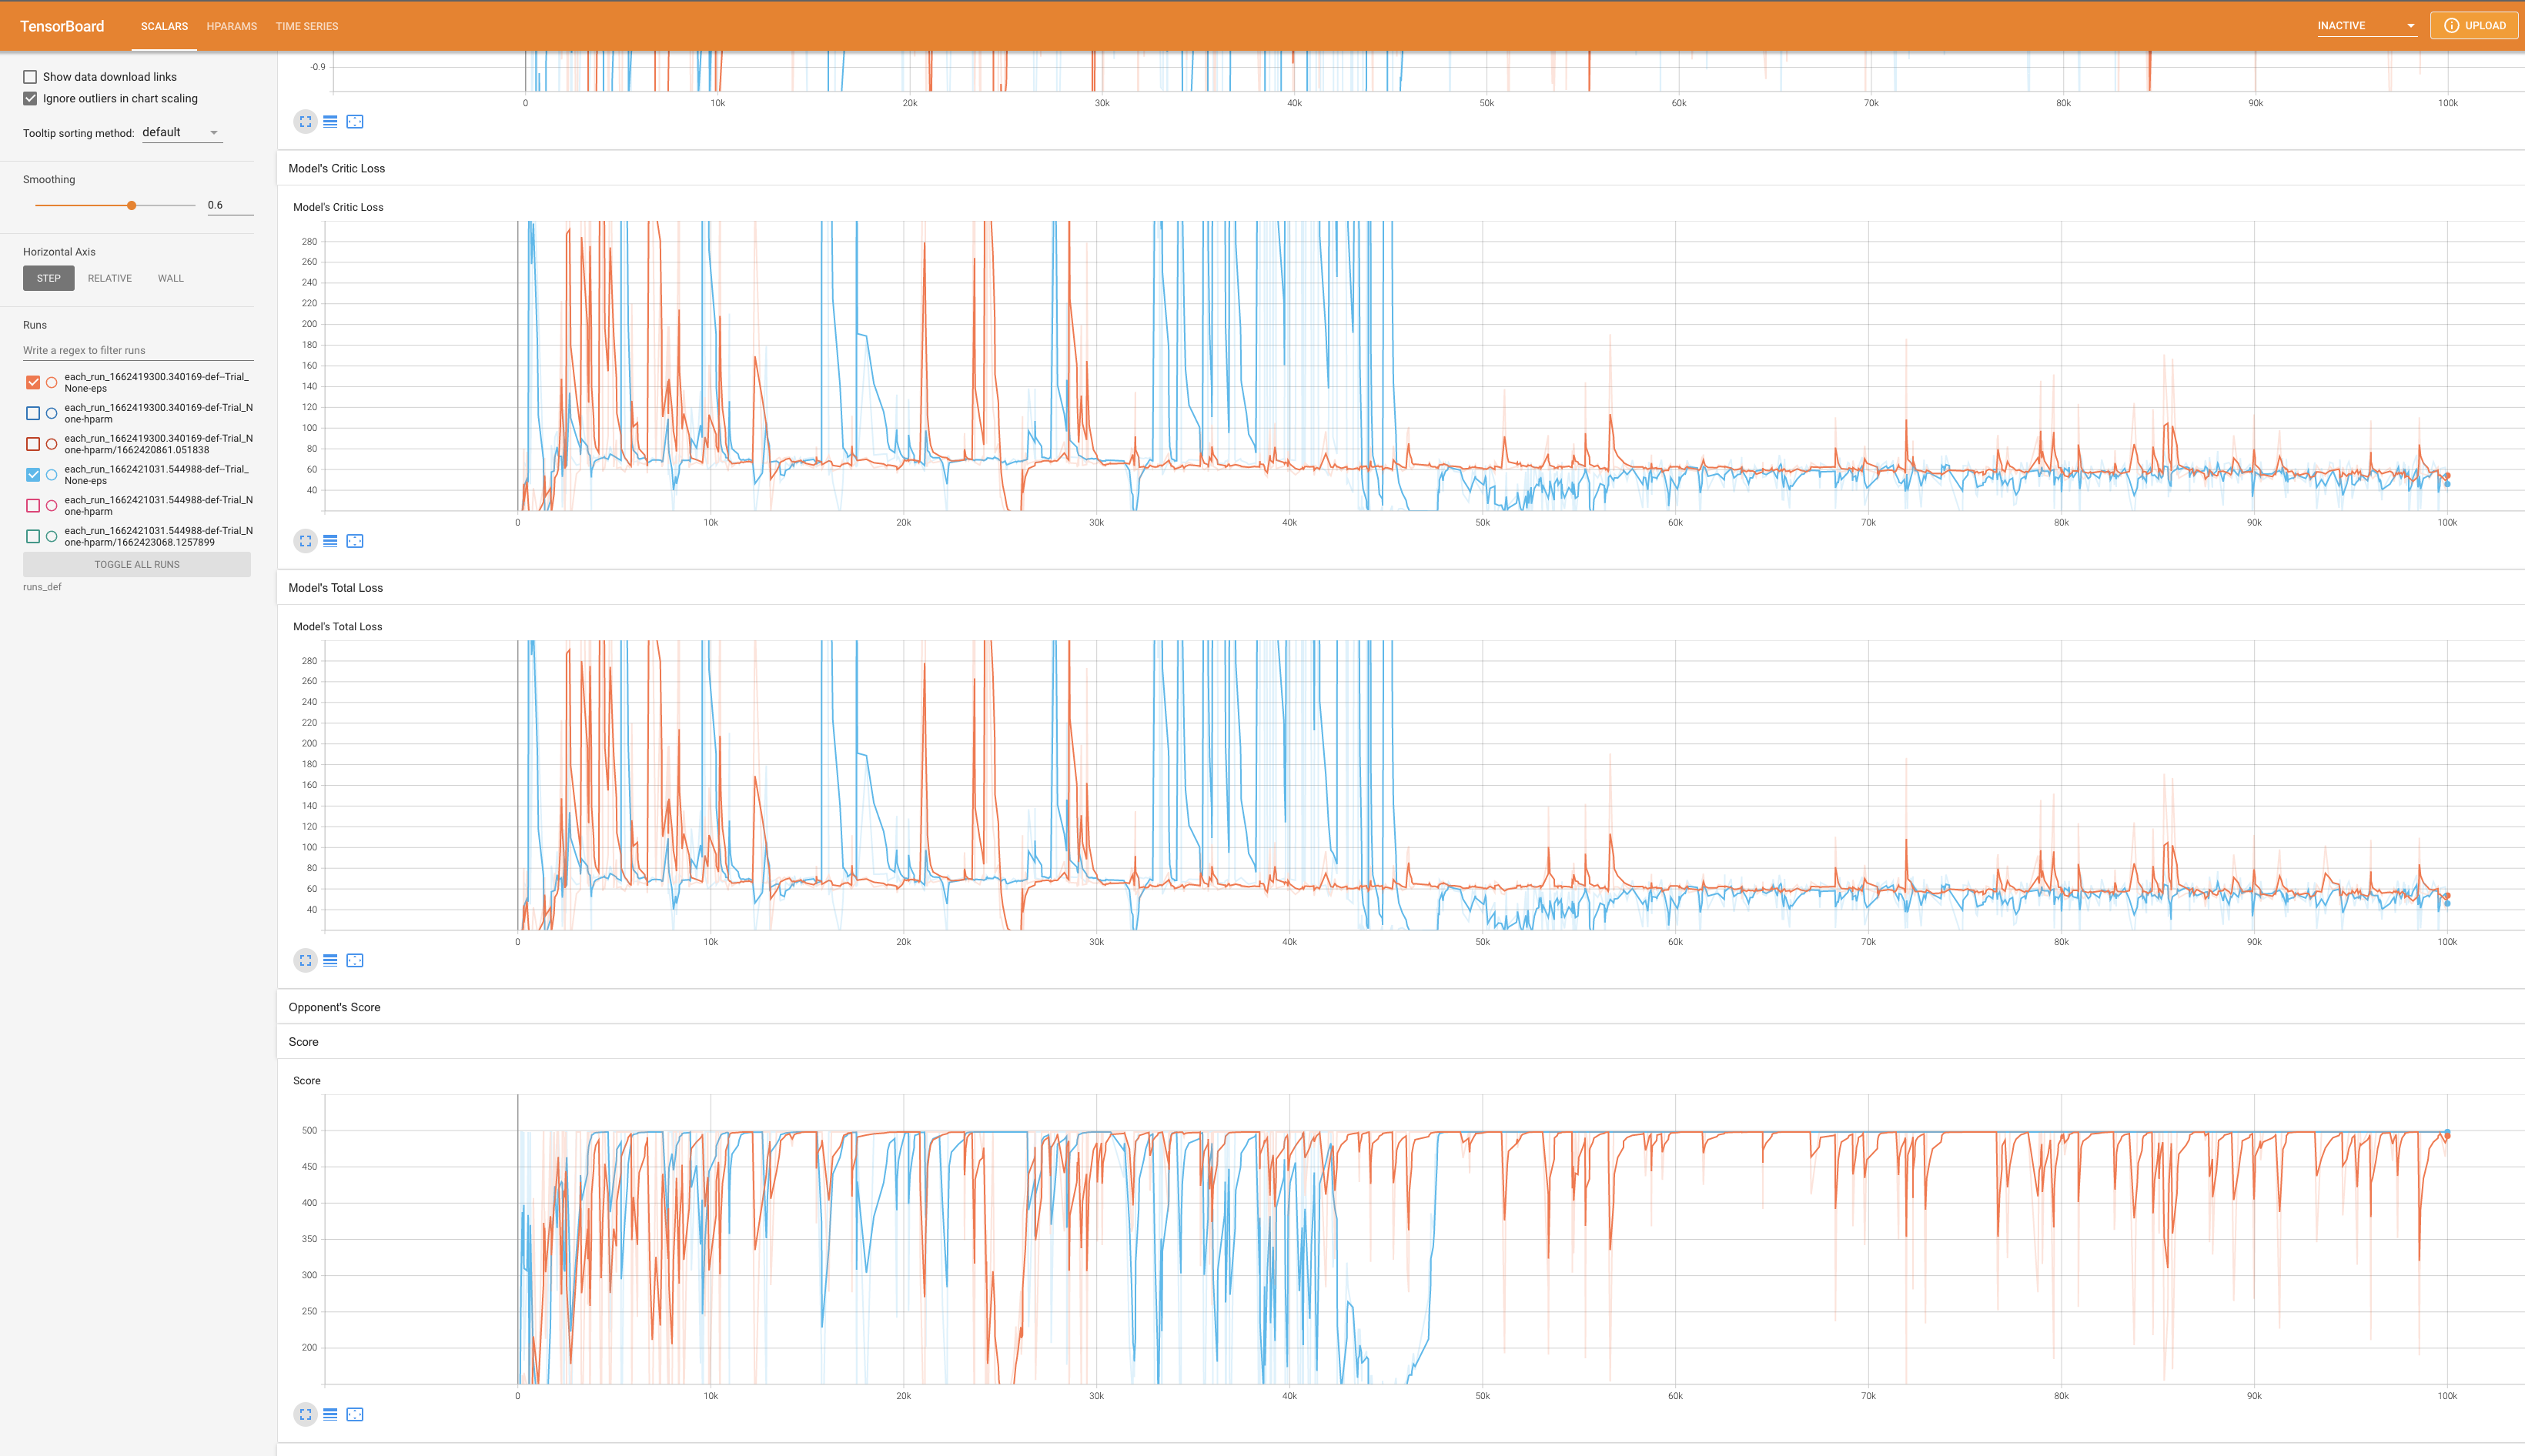 TensorBoard
SCALARS HPARAMS TIME SERIES
INACTIVE
UPLOAD
Show data download links
Ignore outliers in chart scaling
Tooltip sorting method: default
Smoothing
0.6
Horizontal Axis
STEP RELATIVE WALL
Runs
Write a regex to filter runs
each_run_1662419300.340169-def--Trial_
None-eps
each_run_1662419300.340169-def-Trial_N
one-hparm
each_run_1662419300.340169-def-Trial_N
one-hparm/1662420861.051838
each_run_1662421031.544988-def--Trial_
None-eps
each_run_1662421031.544988-def-Trial_N
one-hparm
each_run_1662421031.544988-def-Trial_N
one-hparm/1662423068.1257899
TOGGLE ALL RUNS
runs_def
-0.9
0 10k 20k 30k 40k 50k 60k 70k 80k 90k 100k
Model's Critic Loss
Model's Critic Loss
280
260
240
220
200
180
160
140
120
100
80
60
40
0 10k 20k 30k 40k 50k 60k 70k 80k 90k 100k
Model's Total Loss
Model's Total Loss
280
260
240
220
200
180
160
140
120
100
80
60
40
0 10k 20k 30k 40k 50k 60k 70k 80k 90k 100k
Opponent's Score
Score
Score
500
450
400
350
300
250
200
0 10k 20k 30k 40k 50k 60k 70k 80k 90k 100k